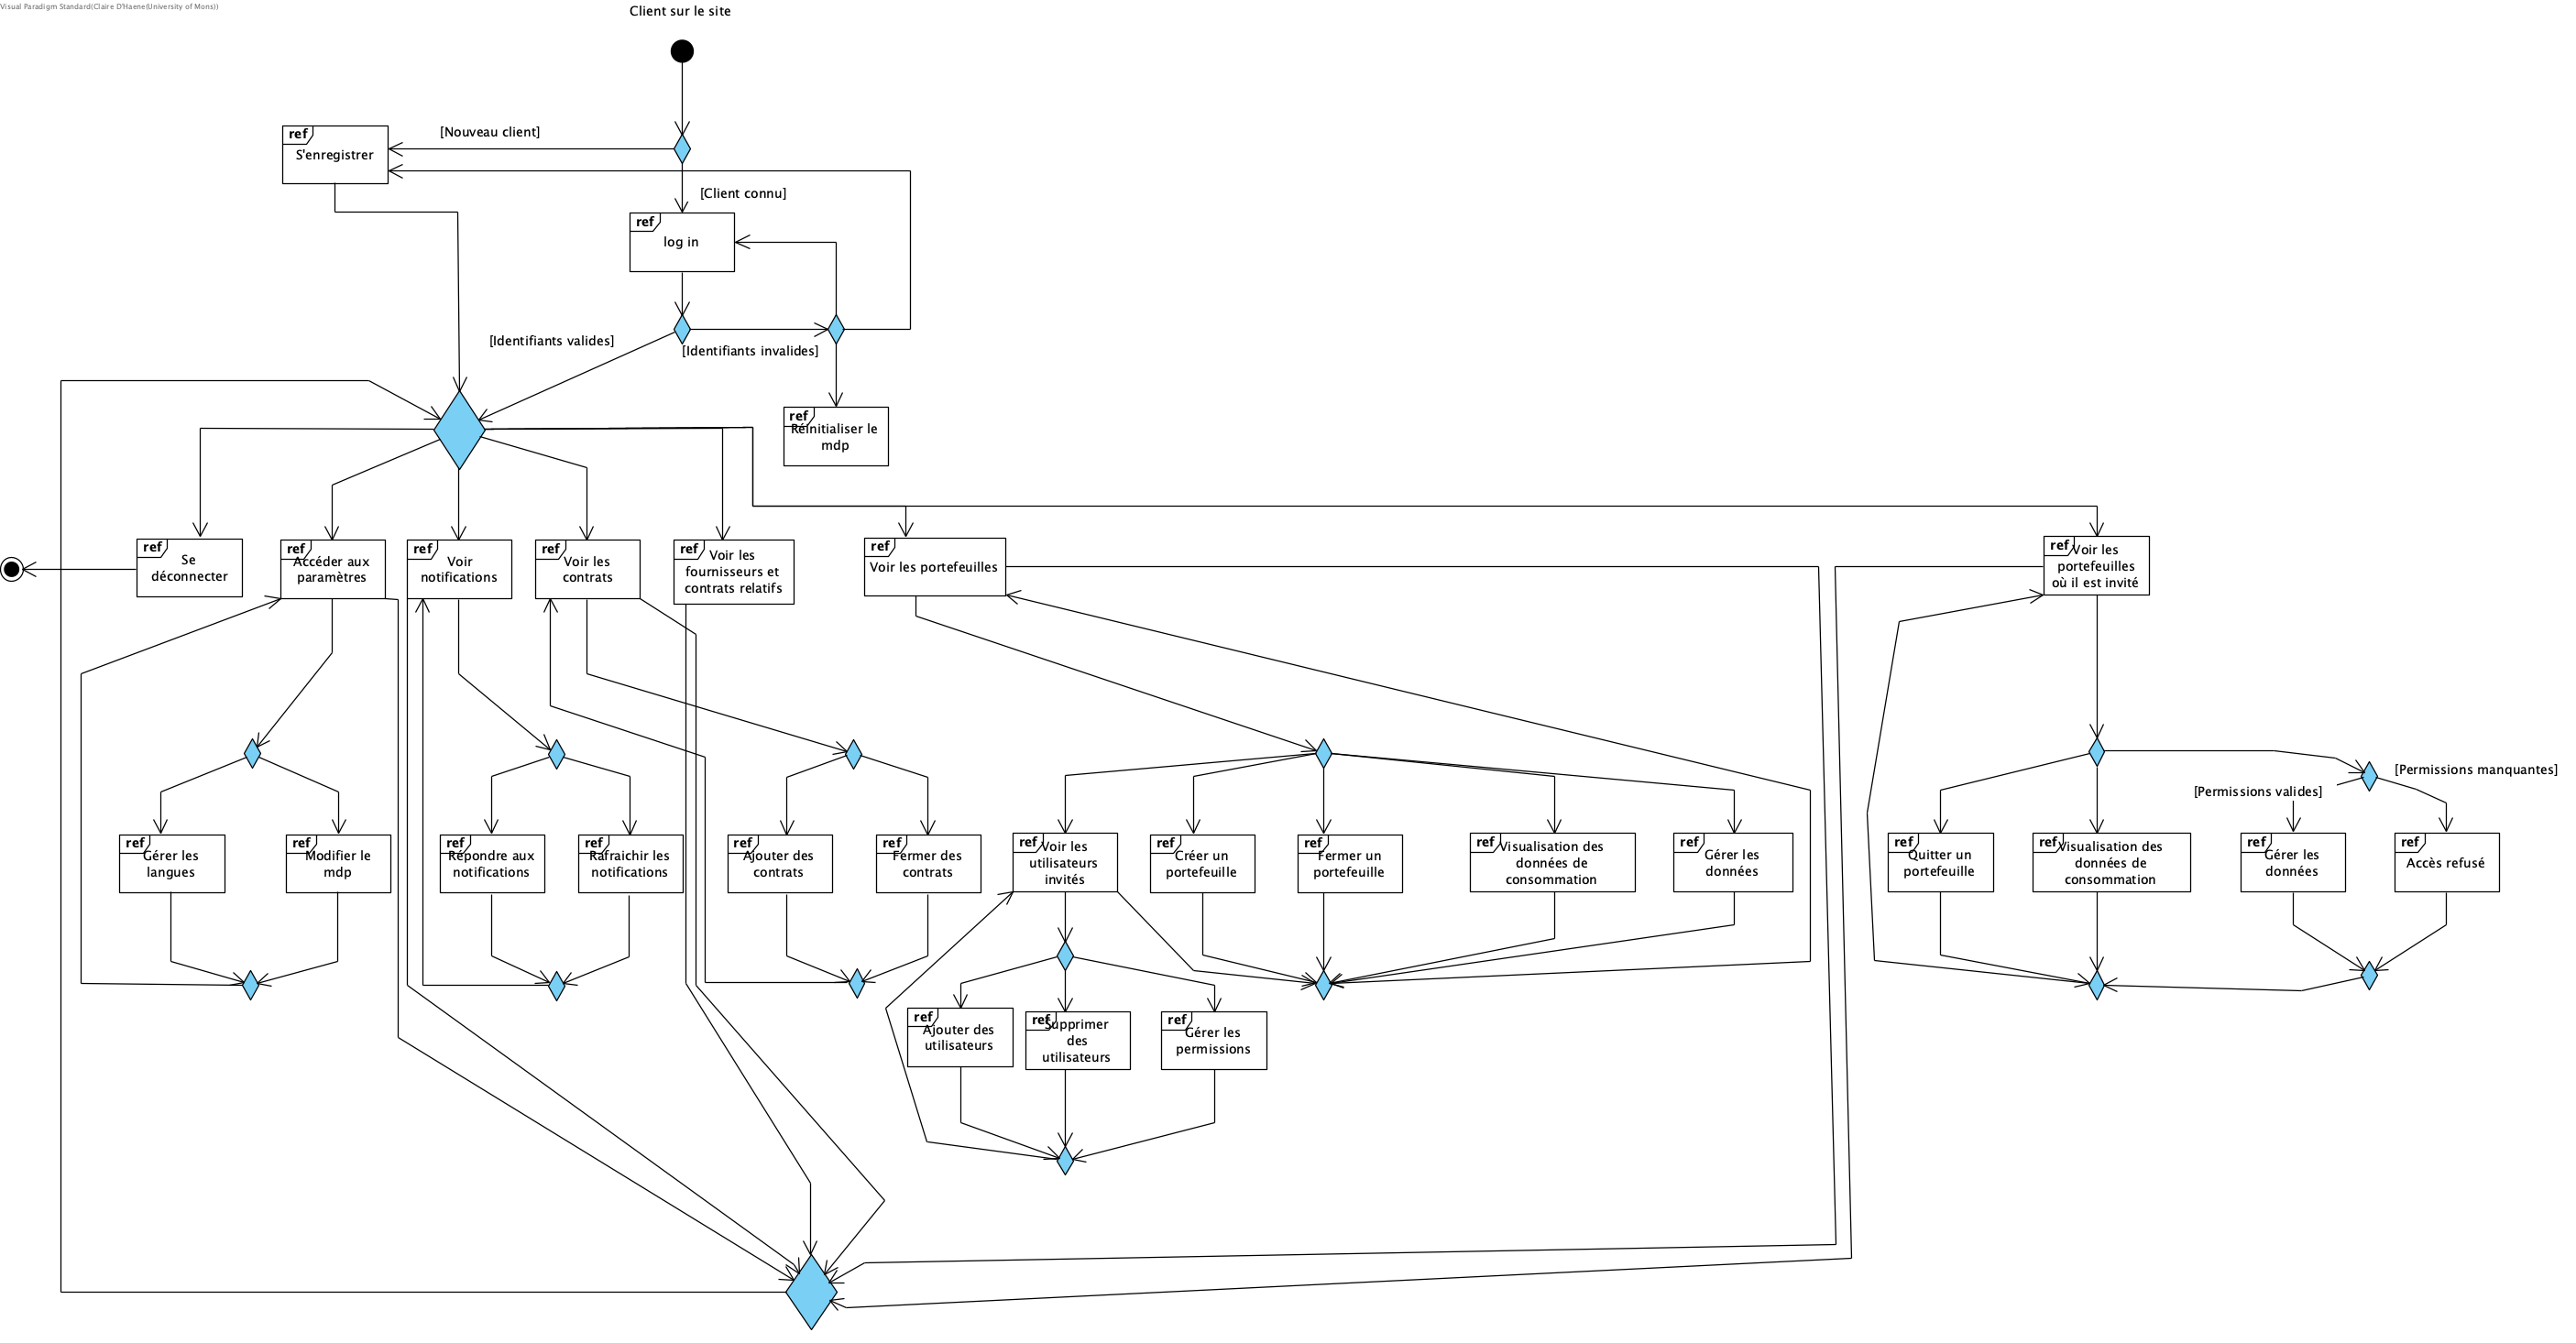 Visual Paradigm Standard(Claire D'Haene(University of Mons))
Client sur le site
ref
S'enregistrer
[Nouveau client]
[Client connu]
ref
log in
[Identifiants valides]
[Identifiants invalides]
ref
Réinitialiser le
mdp
ref
Se
déconnecter
ref
Accéder aux
paramètres
ref
Voir
notifications
ref
Voir les
contrats
ref
Voir les
fournisseurs et
contrats relatifs
ref
Voir les portefeuilles
ref
Voir les
portefeuilles
où il est invité
[Permissions manquantes]
[Permissions valides]
ref
Gérer les
langues
ref
Modifier le
mdp
ref
Répondre aux
notifications
ref
Rafraichir les
notifications
ref
Ajouter des
contrats
ref
Fermer des
contrats
ref
Voir les
utilisateurs
invités
ref
Créer un
portefeuille
ref
Fermer un
portefeuille
ref
Visualisation des
données de
consommation
ref
Gérer les
données
ref
Quitter un
portefeuille
ref
Visualisation des
données de
consommation
ref
Gérer les
données
ref
Accès refusé
ref
Ajouter des
utilisateurs
ref
Supprimer
des
utilisateurs
ref
Gérer les
permissions